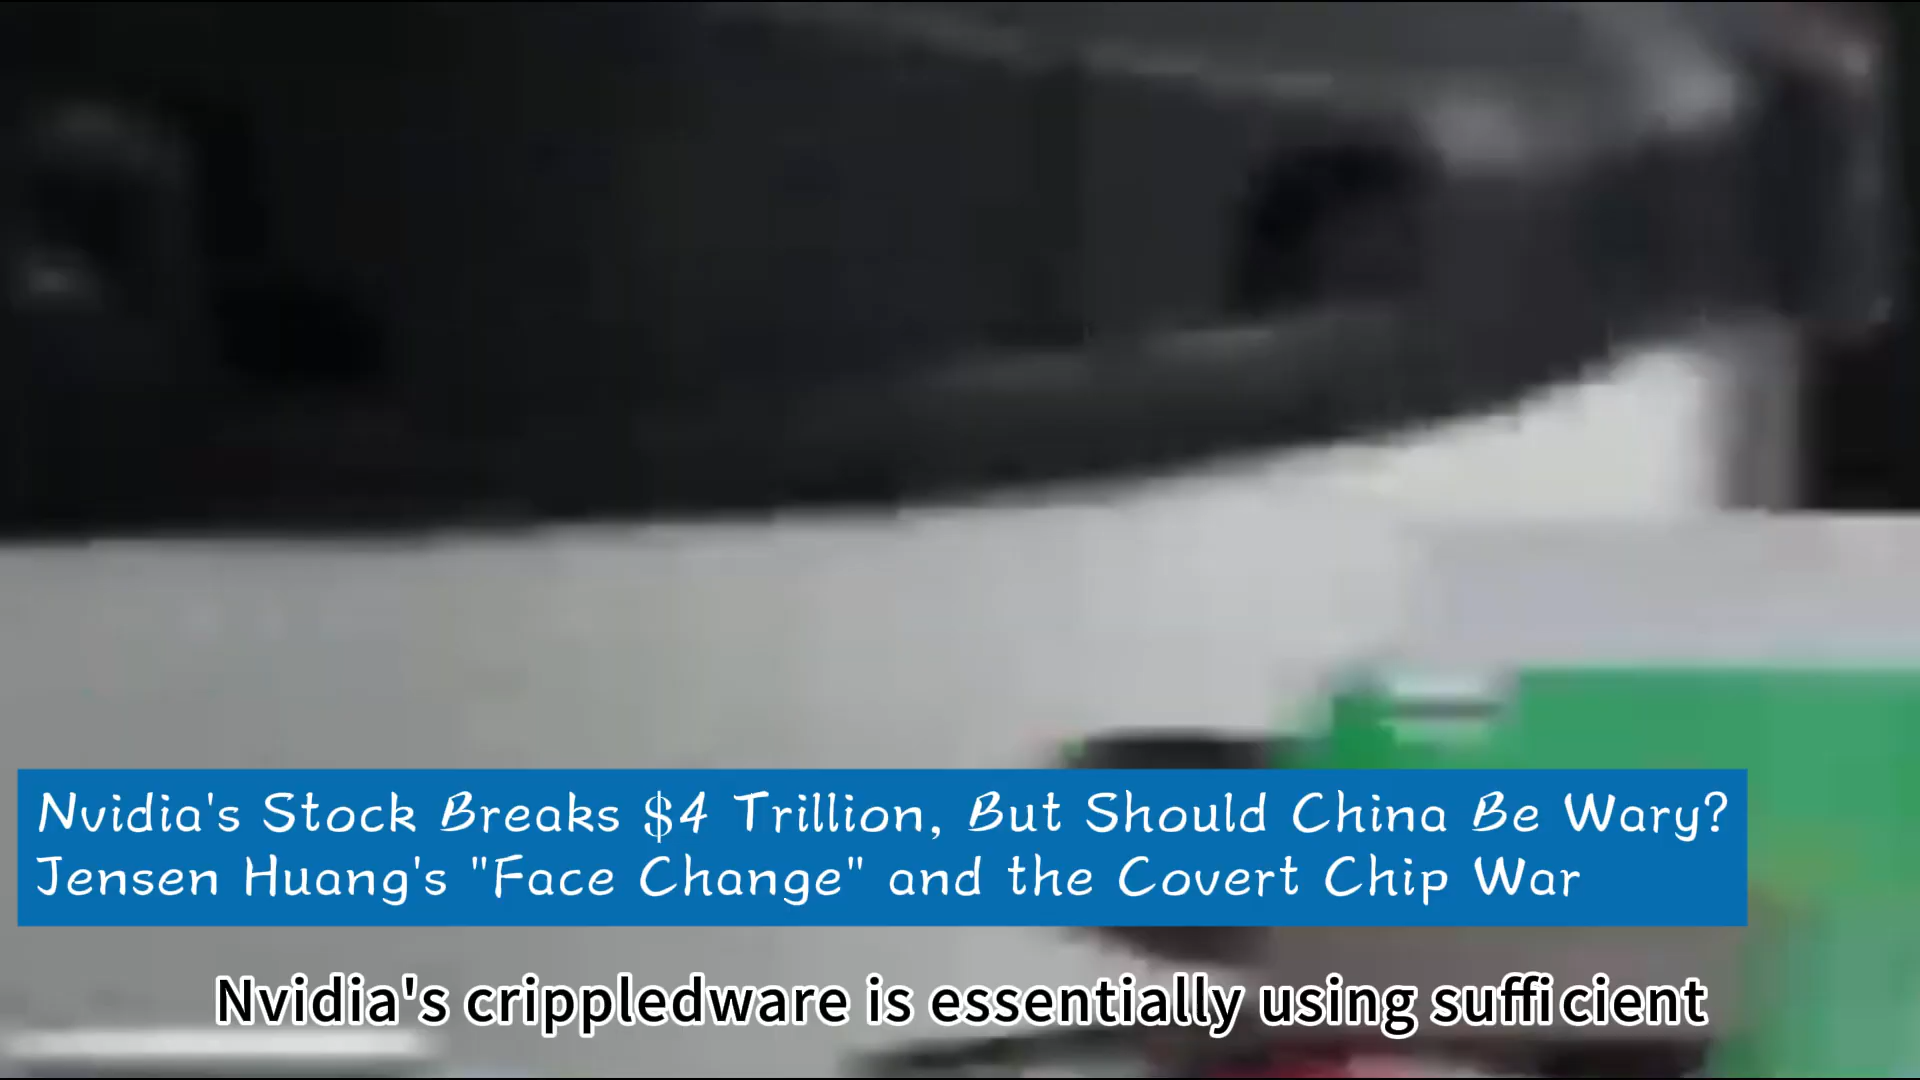 Nvidia's Stock Breaks $4 Trillion, But Should China Be Wary?
Jensen Huang's "Face Change" and the Covert Chip War
Nvidia's crippledware is essentially using sufficient